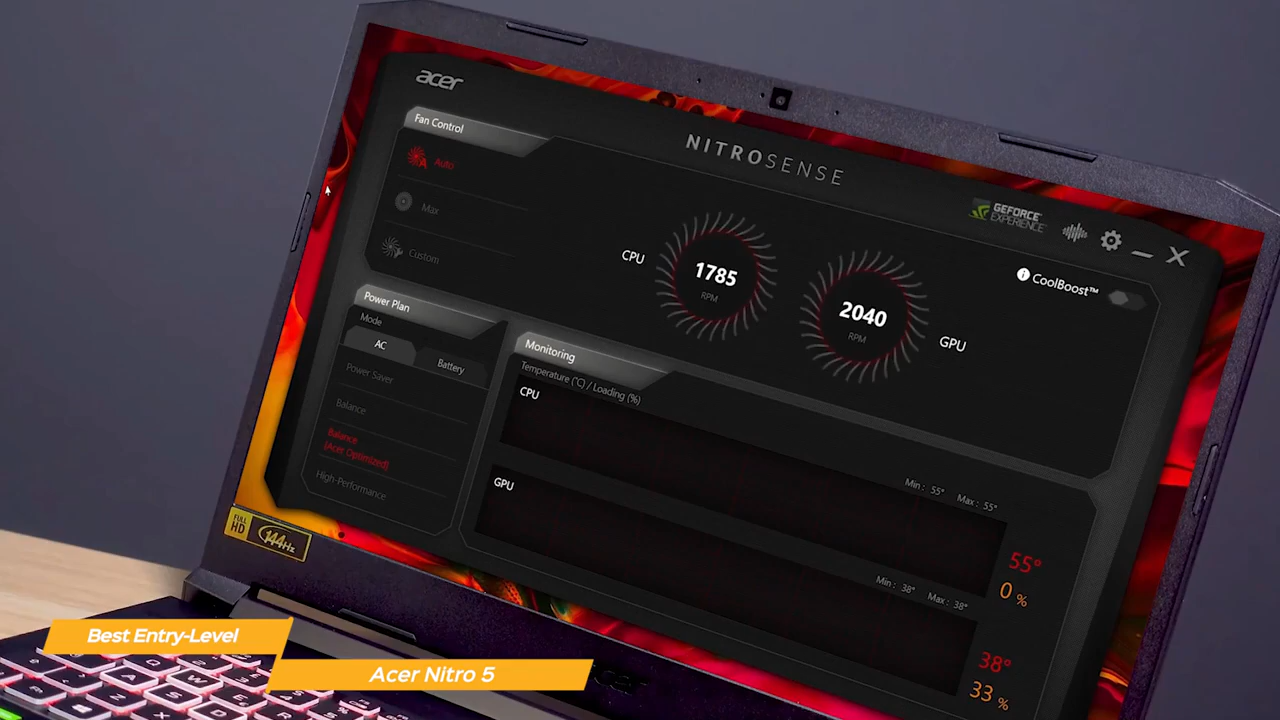 acer
Fan Control
Auto
Max
Custom
NITROSENSE
GEFORCE
EXPERIENCE
CoolBoost™
CPU
1785
RPM
2040
RPM
GPU
Power Plan
Mode
AC
Battery
Power Saver
Balance
Balance
(Acer Optimized)
High-Performance
Monitoring
Temperature (°C) / Loading (%)
CPU
Min : 55° Max : 55°
55°
0 %
GPU
Min : 38° Max : 38°
38°
33 %
FULL
HD
144Hz
Best Entry-Level
Acer Nitro 5
acer
Q
A
W
S
R
D
X